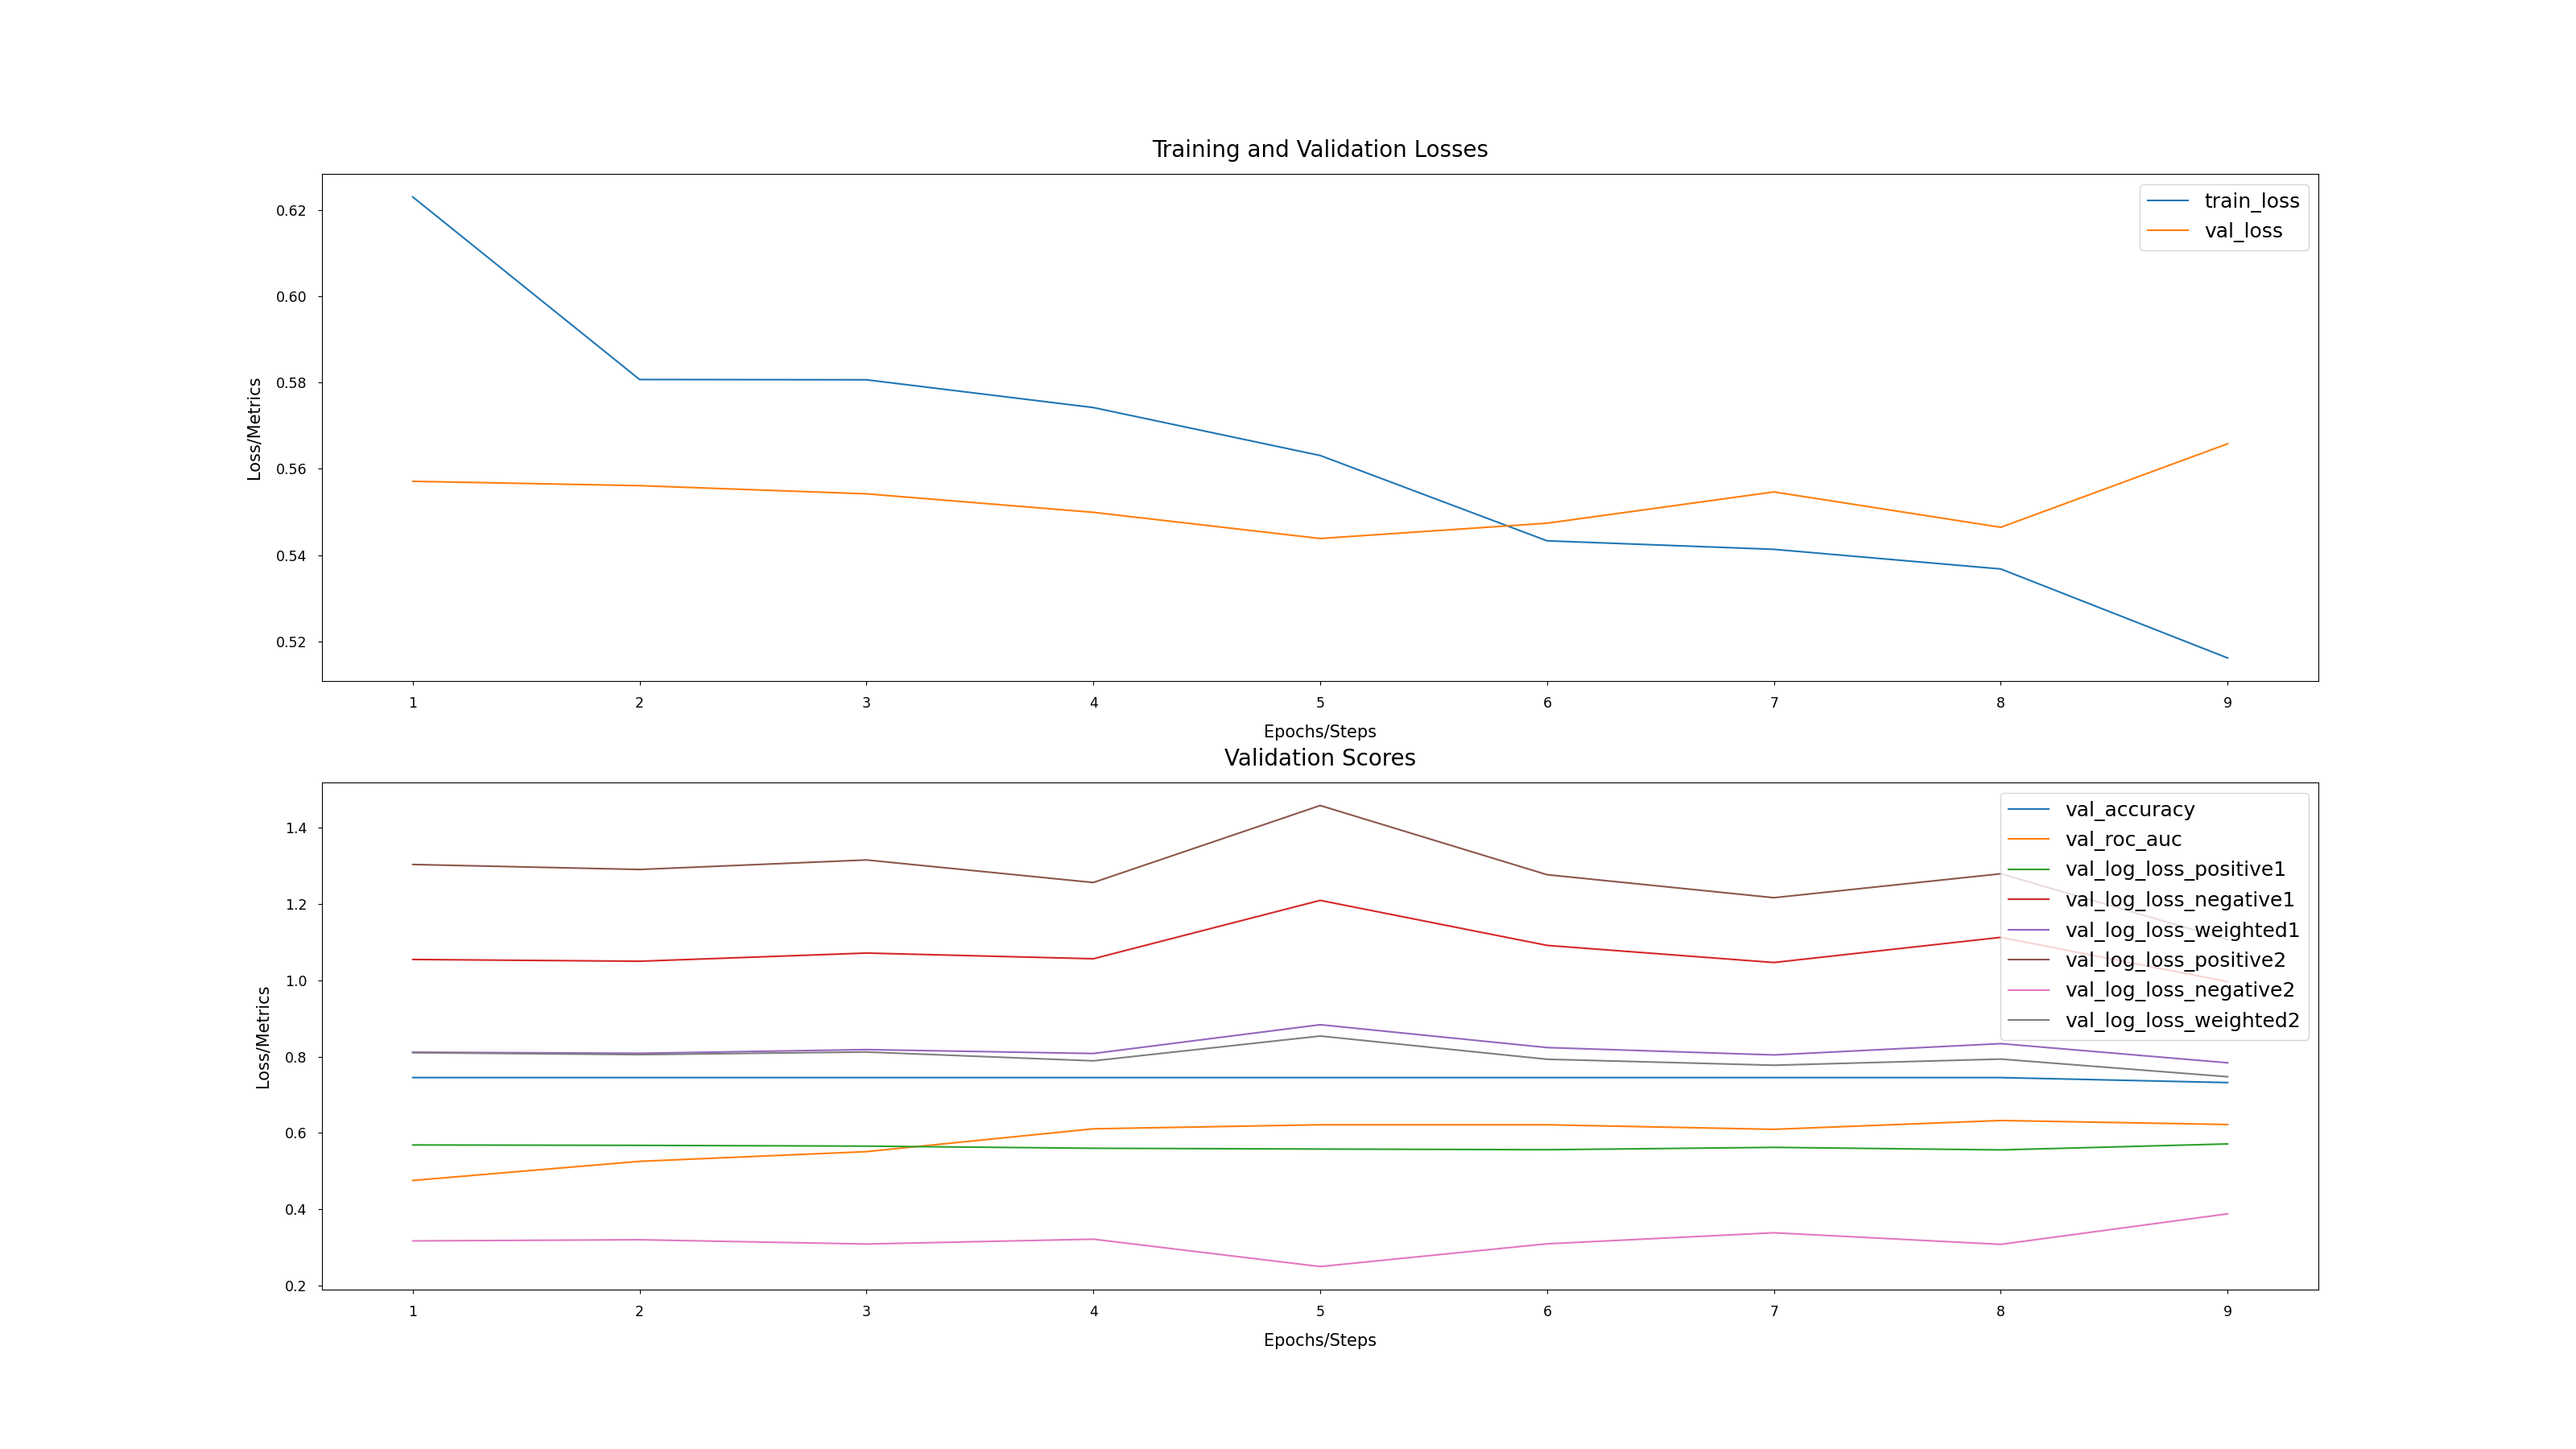 Training and Validation Losses
train_loss
val_loss
0.62
0.60
0.58
0.56
0.54
0.52
Loss/Metrics
1 2 3 4 5 6 7 8 9
Epochs/Steps
Validation Scores
val_accuracy
val_roc_auc
val_log_loss_positive1
val_log_loss_negative1
val_log_loss_weighted1
val_log_loss_positive2
val_log_loss_negative2
val_log_loss_weighted2
1.4
1.2
1.0
0.8
0.6
0.4
0.2
Loss/Metrics
1 2 3 4 5 6 7 8 9
Epochs/Steps